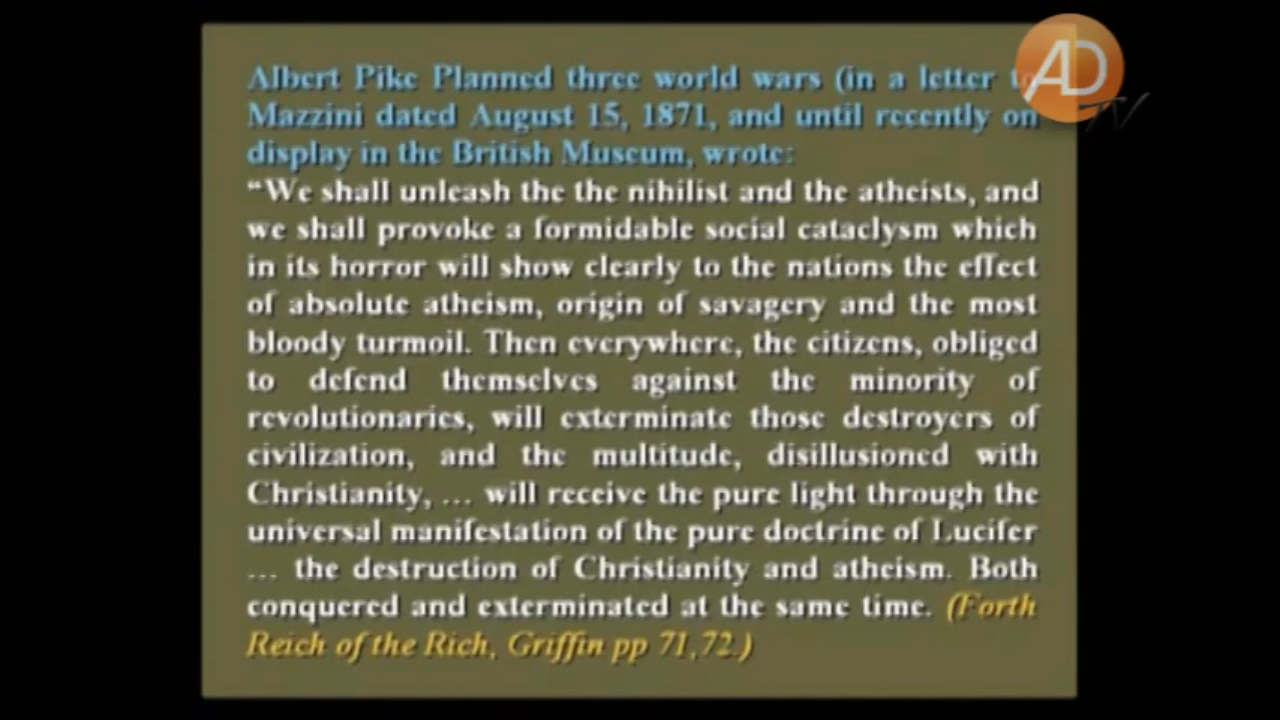 Albert Pike Planned three world wars (in a letter to
Mazzini dated August 15, 1871, and until recently on
display in the British Museum, wrote:
“We shall unleash the the nihilist and the atheists, and
we shall provoke a formidable social cataclysm which
in its horror will show clearly to the nations the effect
of absolute atheism, origin of savagery and the most
bloody turmoil. Then everywhere, the citizens, obliged
to defend themselves against the minority of
revolutionaries, will exterminate those destroyers of
civilization, and the multitude, disillusioned with
Christianity, ... will receive the pure light through the
universal manifestation of the pure doctrine of Lucifer
... the destruction of Christianity and atheism. Both
conquered and exterminated at the same time. (Forth
Reich of the Rich, Griffin pp 71,72.)
AD
TV